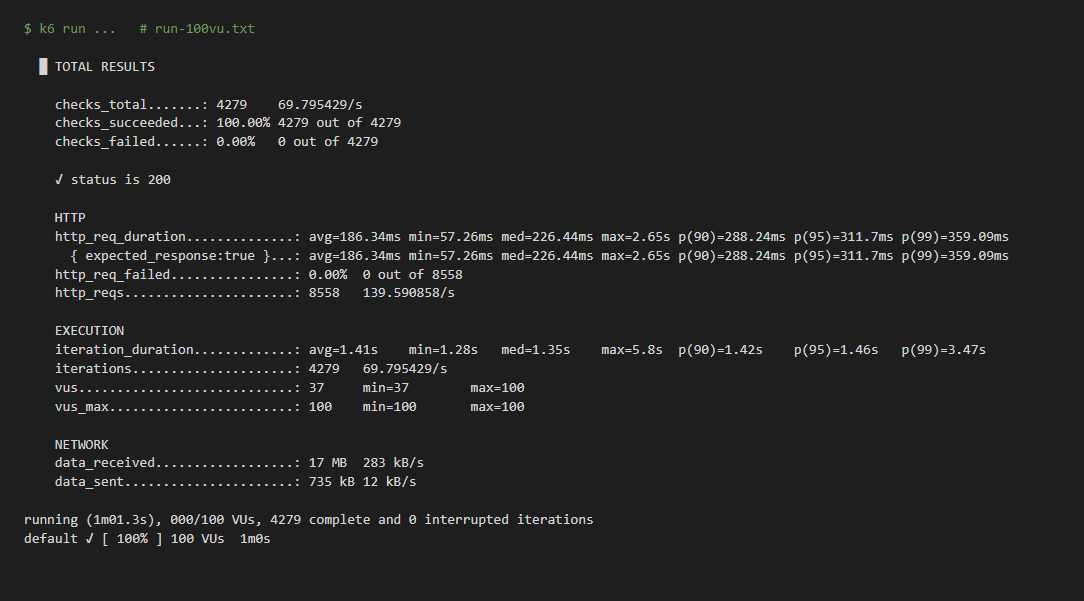 $ k6 run ...   # run-100vu.txt
█ TOTAL RESULTS
checks_total.......: 4279    69.795429/s
checks_succeeded...: 100.00% 4279 out of 4279
checks_failed......: 0.00%   0 out of 4279
✓ status is 200
HTTP
http_req_duration..............: avg=186.34ms min=57.26ms med=226.44ms max=2.65s p(90)=288.24ms p(95)=311.7ms p(99)=359.09ms
{ expected_response:true }...: avg=186.34ms min=57.26ms med=226.44ms max=2.65s p(90)=288.24ms p(95)=311.7ms p(99)=359.09ms
http_req_failed................: 0.00%  0 out of 8558
http_reqs......................: 8558   139.590858/s
EXECUTION
iteration_duration.............: avg=1.41s    min=1.28s   med=1.35s    max=5.8s  p(90)=1.42s    p(95)=1.46s   p(99)=3.47s
iterations.....................: 4279   69.795429/s
vus............................: 37     min=37        max=100
vus_max........................: 100    min=100       max=100
NETWORK
data_received..................: 17 MB  283 kB/s
data_sent......................: 735 kB 12 kB/s
running (1m01.3s), 000/100 VUs, 4279 complete and 0 interrupted iterations
default ✓ [ 100% ] 100 VUs  1m0s